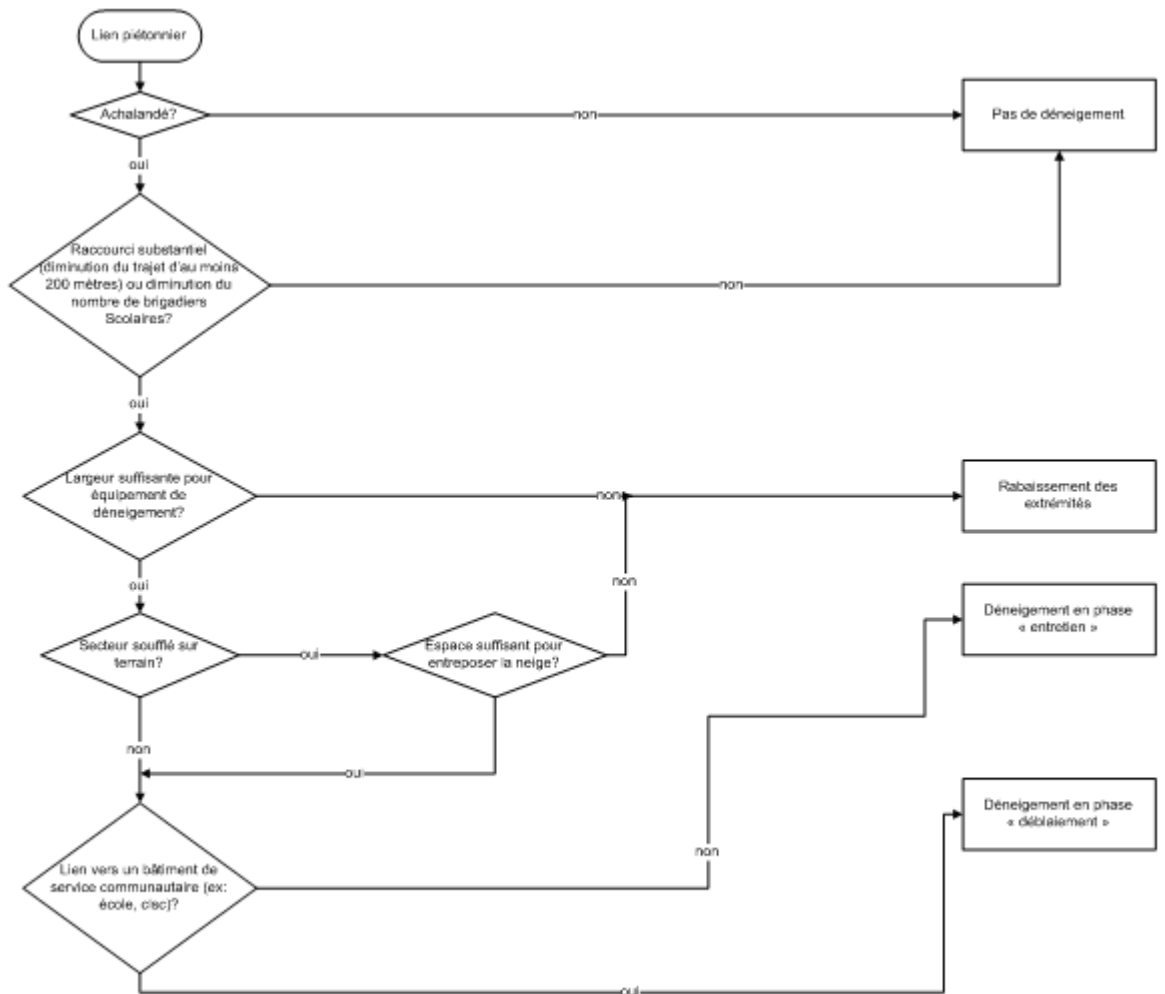 Lien piétonnier
Achalandé?
non
Pas de déneigement
oui
Raccourci substantiel
(diminution du trajet d'au moins
200 mètres) ou diminution du
nombre de brigadiers
Scolaires?
non
oui
Largeur suffisante pour
équipement de
déneigement?
non
Rabaissement des
extrémités
oui
non
Secteur soufflé sur
terrain?
oui
Espace suffisant pour
entreposer la neige?
Déneigement en phase
« entretien »
non
oui
Déneigement en phase
« déblaiement »
Lien vers un bâtiment de
service communautaire (ex:
école, clsc)?
non
oui